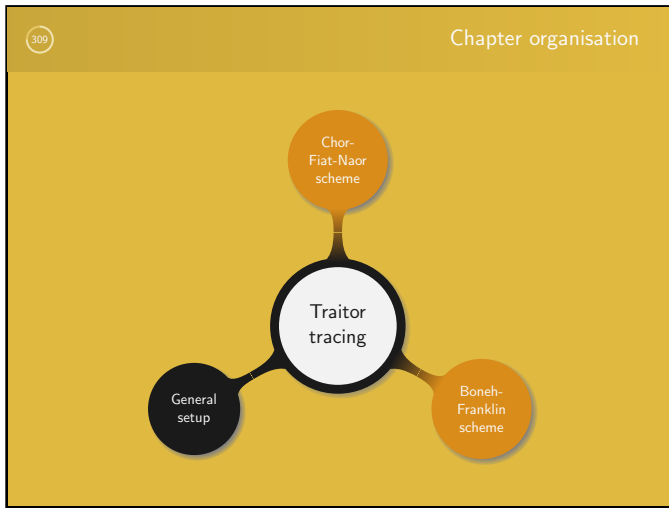 309
Chapter organisation
Chor-
Fiat-Naor
scheme
Traitor
tracing
General
setup
Boneh-
Franklin
scheme